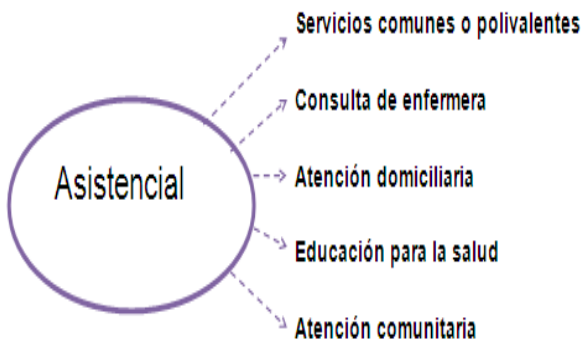 Servicios comunes o polivalentes
Consulta de enfermera
Asistencial
Atención domiciliaria
Educación para la salud
Atención comunitaria